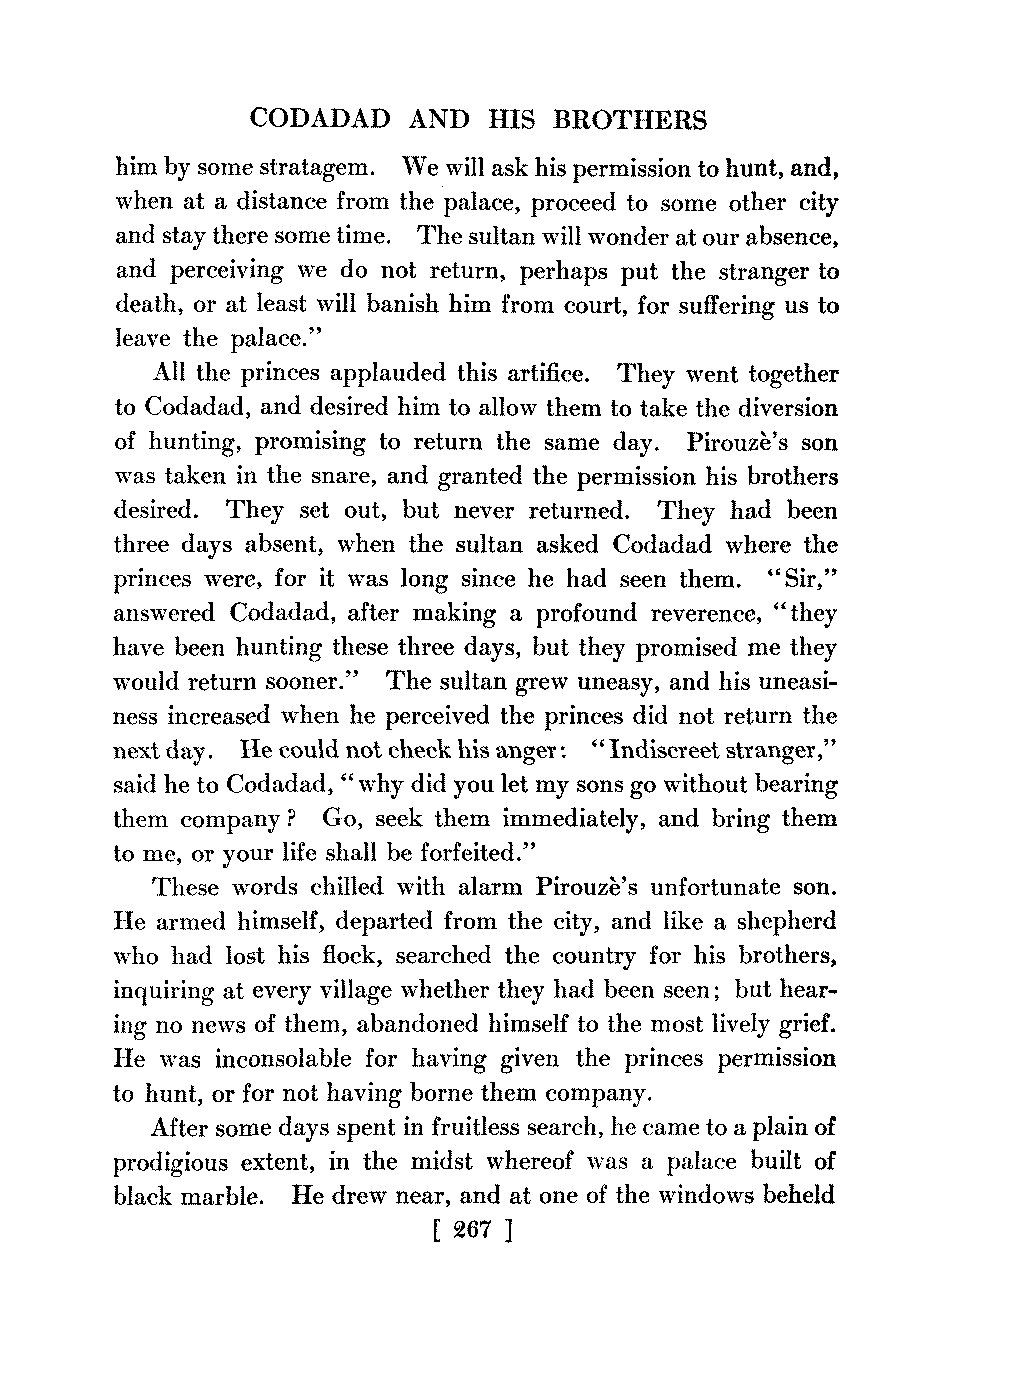 CODADAD AND HIS BROTHERS
him by some stratagem. We will ask his permission to hunt, and,
when at a distance from the palace, proceed to some other city
and stay there some time. The sultan will wonder at our absence,
and perceiving we do not return, perhaps put the stranger to
death, or at least will banish him from court, for suffering us to
leave the palace.”
All the princes applauded this artifice. They went together
to Codadad, and desired him to allow them to take the diversion
of hunting, promising to return the same day. Pirouzè’s son
was taken in the snare, and granted the permission his brothers
desired. They set out, but never returned. They had been
three days absent, when the sultan asked Codadad where the
princes were, for it was long since he had seen them. “Sir,”
answered Codadad, after making a profound reverence, “they
have been hunting these three days, but they promised me they
would return sooner.” The sultan grew uneasy, and his uneasi-
ness increased when he perceived the princes did not return the
next day. He could not check his anger: “Indiscreet stranger,”
said he to Codadad, “why did you let my sons go without bearing
them company? Go, seek them immediately, and bring them
to me, or your life shall be forfeited.”
These words chilled with alarm Pirouzè’s unfortunate son.
He armed himself, departed from the city, and like a shepherd
who had lost his flock, searched the country for his brothers,
inquiring at every village whether they had been seen; but hear-
ing no news of them, abandoned himself to the most lively grief.
He was inconsolable for having given the princes permission
to hunt, or for not having borne them company.
After some days spent in fruitless search, he came to a plain of
prodigious extent, in the midst whereof was a palace built of
black marble. He drew near, and at one of the windows beheld
[ 267 ]